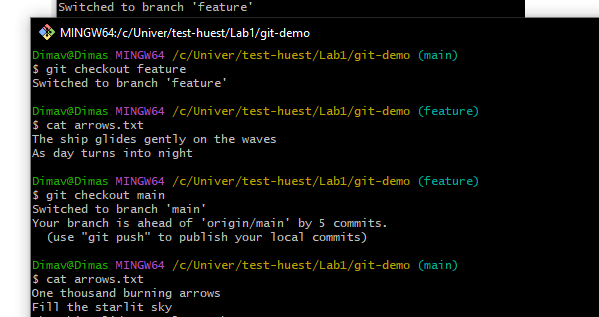 Switched to branch 'feature'
MINGW64:/c/Univer/test-huest/Lab1/git-demo
Dimav@Dimas MINGW64 /c/Univer/test-huest/Lab1/git-demo (main)
$ git checkout feature
Switched to branch 'feature'
Dimav@Dimas MINGW64 /c/Univer/test-huest/Lab1/git-demo (feature)
$ cat arrows.txt
The ship glides gently on the waves
As day turns into night
Dimav@Dimas MINGW64 /c/Univer/test-huest/Lab1/git-demo (feature)
$ git checkout main
Switched to branch 'main'
Your branch is ahead of 'origin/main' by 5 commits.
(use "git push" to publish your local commits)
Dimav@Dimas MINGW64 /c/Univer/test-huest/Lab1/git-demo (main)
$ cat arrows.txt
One thousand burning arrows
Fill the starlit sky